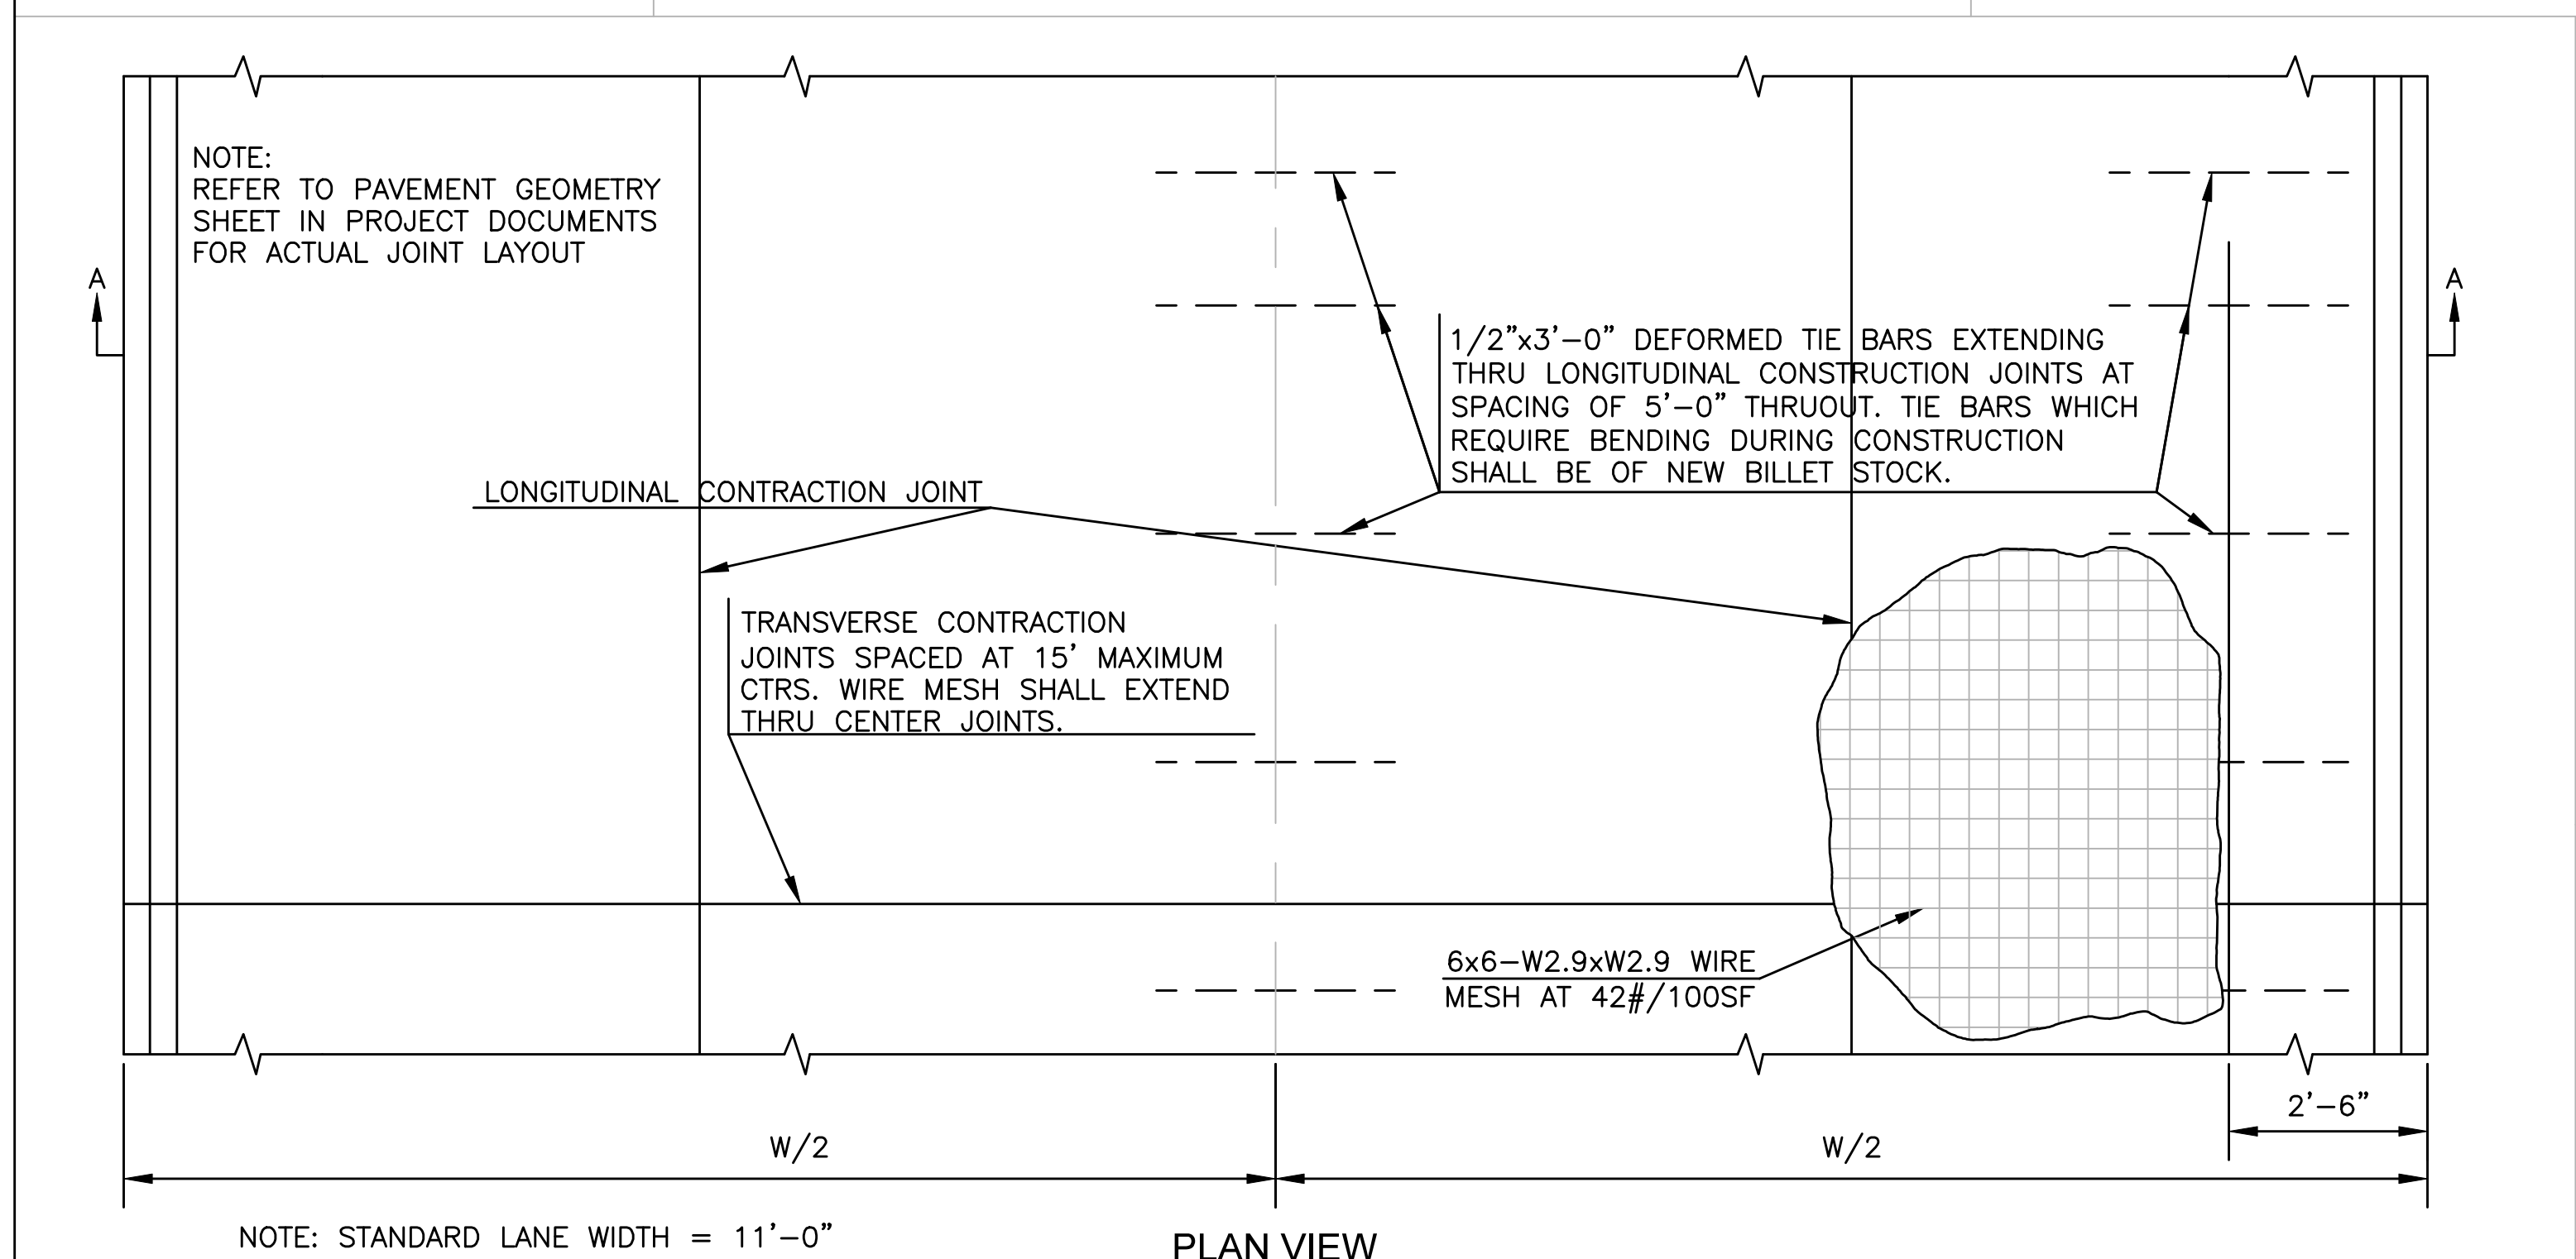 NOTE:
REFER TO PAVEMENT GEOMETRY
SHEET IN PROJECT DOCUMENTS
FOR ACTUAL JOINT LAYOUT
A
A
1/2"x3'-0" DEFORMED TIE BARS EXTENDING
THRU LONGITUDINAL CONSTRUCTION JOINTS AT
SPACING OF 5'-0" THRUOUT. TIE BARS WHICH
REQUIRE BENDING DURING CONSTRUCTION
SHALL BE OF NEW BILLET STOCK.
LONGITUDINAL CONTRACTION JOINT
TRANSVERSE CONTRACTION
JOINTS SPACED AT 15' MAXIMUM
CTRS. WIRE MESH SHALL EXTEND
THRU CENTER JOINTS.
6x6-W2.9xW2.9 WIRE
MESH AT 42#/100SF
2'-6"
W/2
W/2
NOTE: STANDARD LANE WIDTH = 11'-0"
PLAN VIEW